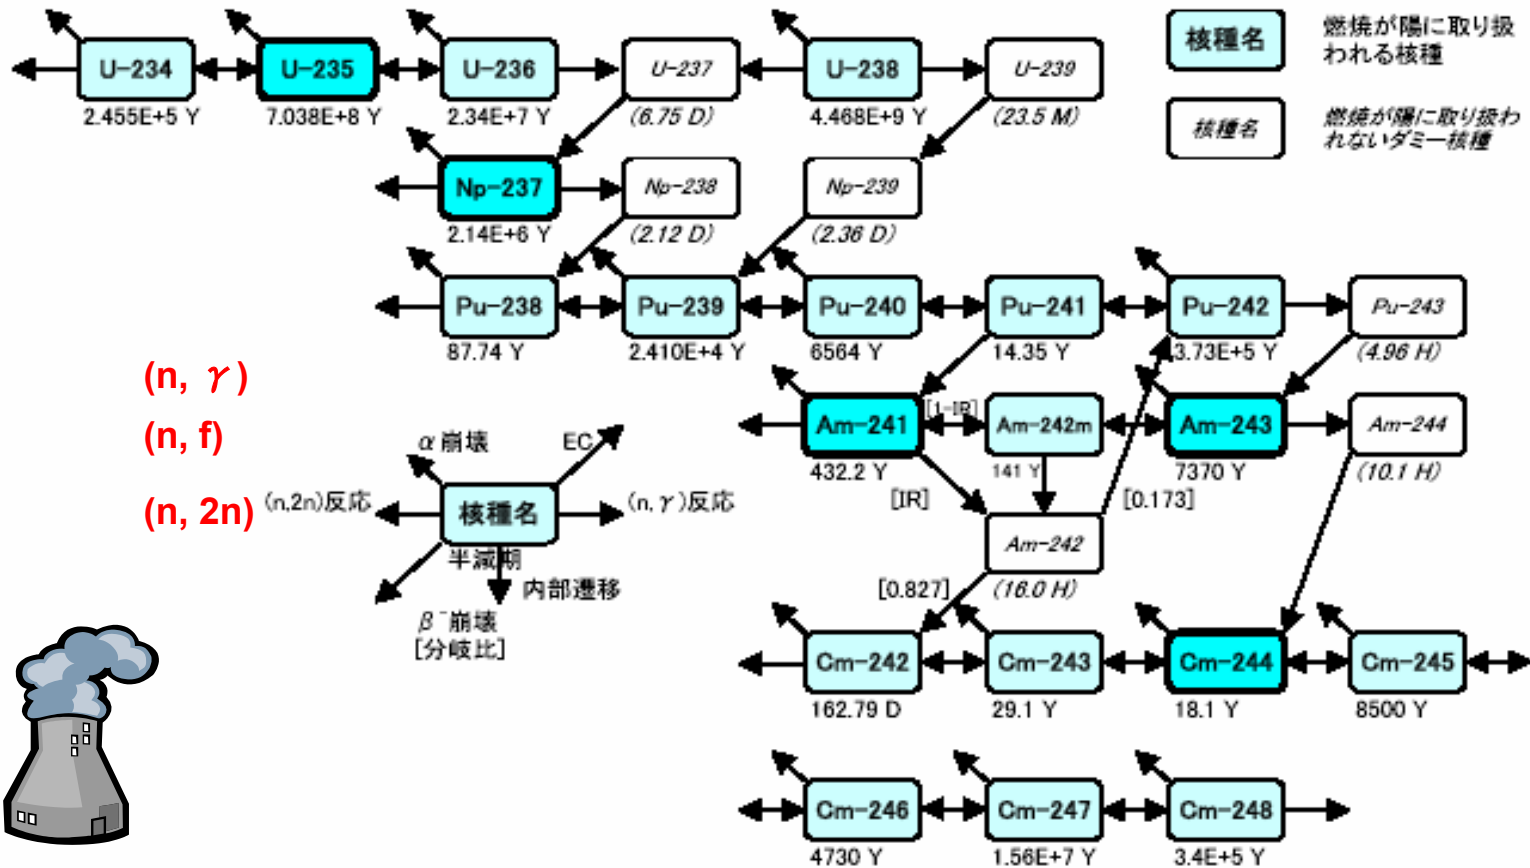 U-234
U-235
U-236
U-237
U-238
U-239
核種名
燃焼が陽に取り扱
われる核種
2.455E+5 Y
7.038E+8 Y
2.34E+7 Y
(6.75 D)
4.468E+9 Y
(23.5 M)
核種名
燃焼が陽に取り扱わ
れないダミー核種
Np-237
Np-238
Np-239
2.14E+6 Y
(2.12 D)
(2.36 D)
Pu-238
Pu-239
Pu-240
Pu-241
Pu-242
Pu-243
87.74 Y
2.410E+4 Y
6564 Y
14.35 Y
3.73E+5 Y
(4.96 H)
(n, γ)
(n, f)
(n, 2n)
Am-241
[1-IR]
Am-242m
Am-243
Am-244
432.2 Y
141 Y
7370 Y
(10.1 H)
[IR]
[0.173]
α崩壊
EC
(n,2n)反応
核種名
(n,γ)反応
半減期
内部遷移
β⁻崩壊
[分岐比]
Am-242
[0.827]
(16.0 H)
Cm-242
Cm-243
Cm-244
Cm-245
162.79 D
29.1 Y
18.1 Y
8500 Y
Cm-246
Cm-247
Cm-248
4730 Y
1.56E+7 Y
3.4E+5 Y